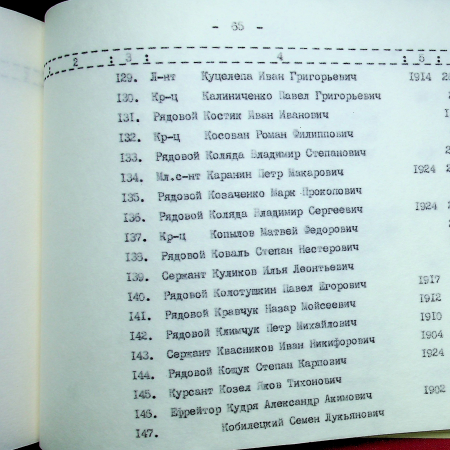 - 65 -
2 : 3 : 4 : 5 :
129. Л-нт Куцелепа Иван Григорьевич 1914
130. Кр-ц Калиниченко Павел Григорьевич
131. Рядовой Костик Иван Иванович
132. Кр-ц Косован Роман Филиппович
133. Рядовой Коляда Владимир Степанович
134. Мл.с-нт Каранин Петр Макарович 1924
135. Рядовой Коваченко Марк Прокопович
136. Рядовой Коляда Владимир Сергеевич 1924
137. Кр-ц Копылов Матвей Федорович
138. Рядовой Коваль Степан Нестерович
139. Сержант Куликов Илья Леонтьевич
140. Рядовой Колотушкин Павел Егорович 1917
141. Рядовой Кравчук Назар Мойсеевич 1912
142. Рядовой Климчук Петр Михайлович 1910
143. Сержант Квасников Иван Никифорович 1904
144. Рядовой Кощук Степан Карпович 1924
145. Курсант Козел Яков Тихонович
146. Ефрейтор Кудря Александр Акимович 1902
147. Кобилецкий Семен Лукьянович